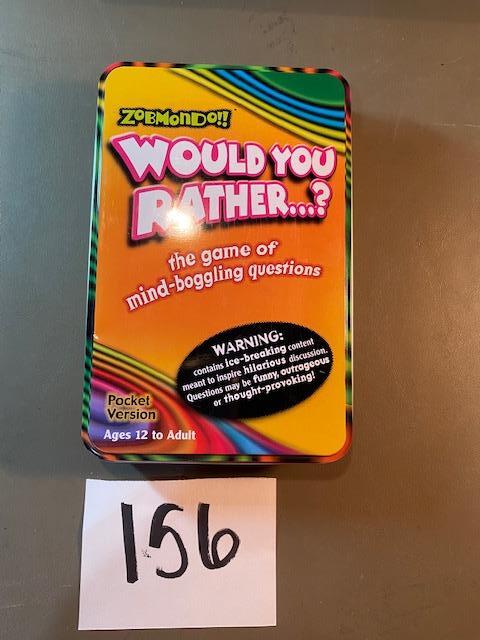 ZOBMONDO!!
WOULD YOU
RATHER...?
the game of
mind-boggling questions
WARNING:
contains ice-breaking content
meant to inspire hilarious discussion.
Questions may be funny, outrageous
or thought-provoking!
Pocket
Version
Ages 12 to Adult
156